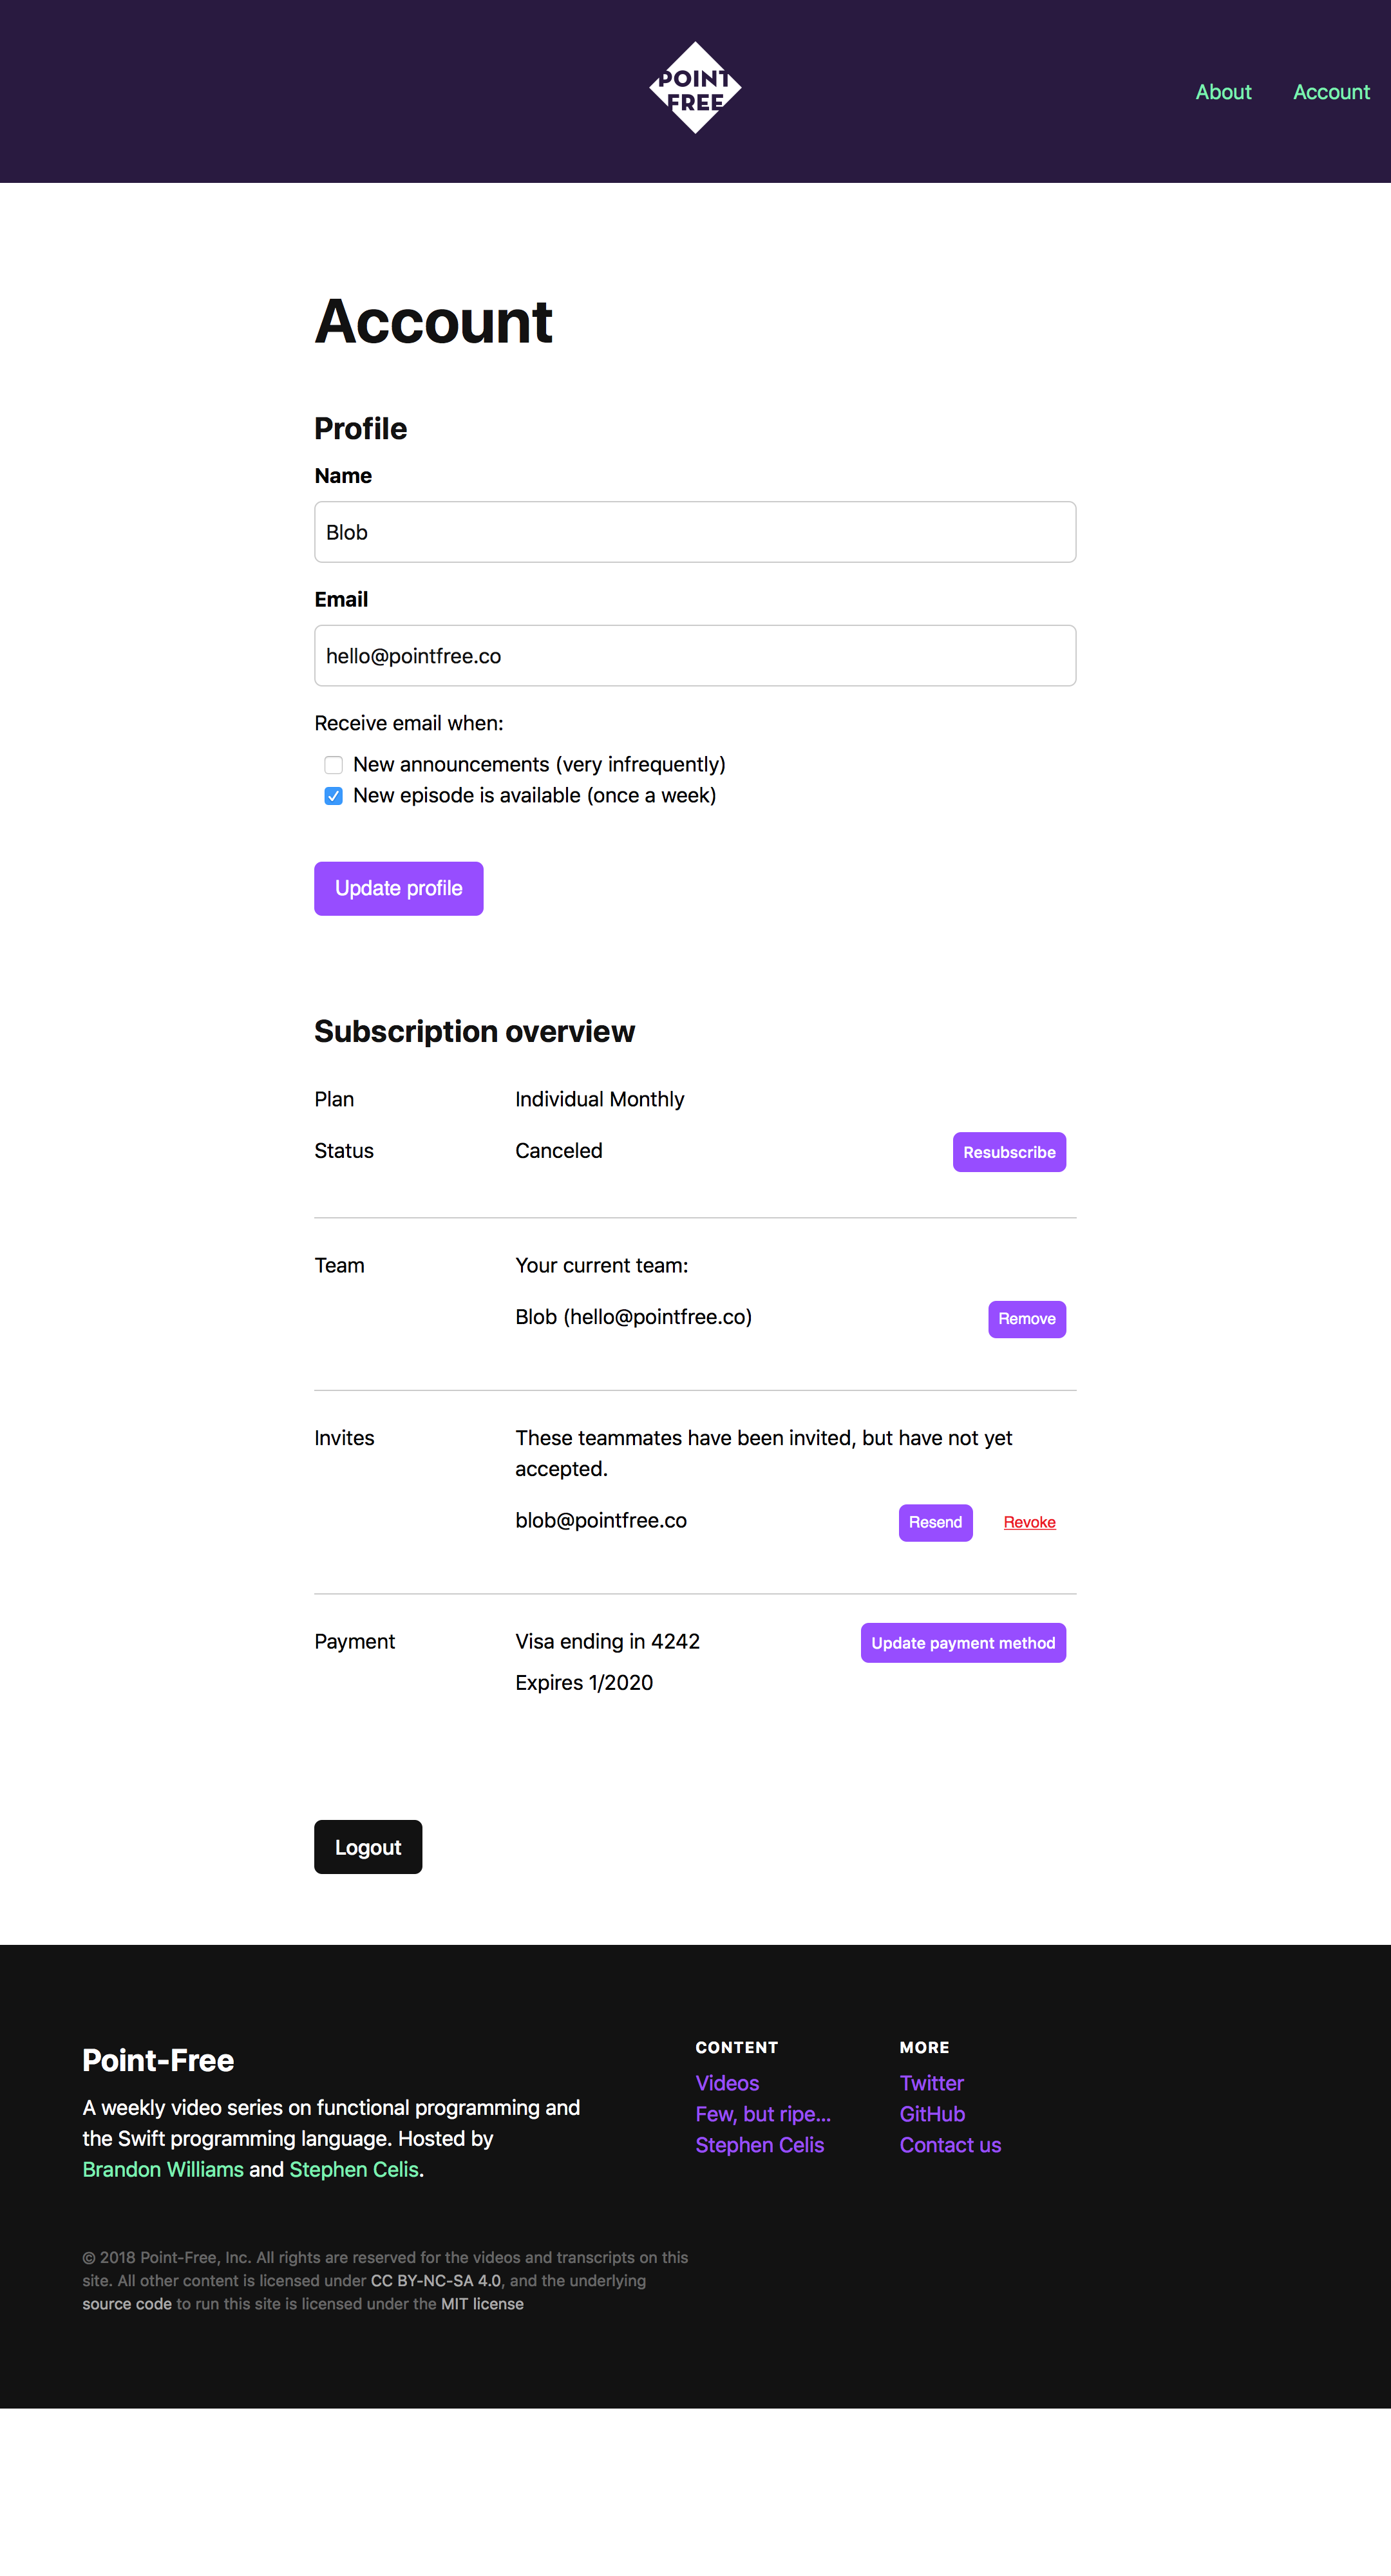 POINT
FREE
About
Account
Account
Profile
Name
Blob
Email
hello@pointfree.co
Receive email when:
New announcements (very infrequently)
New episode is available (once a week)
Update profile
Subscription overview
Plan
Individual Monthly
Status
Canceled
Resubscribe
Team
Your current team:
Blob (hello@pointfree.co)
Remove
Invites
These teammates have been invited, but have not yet
accepted.
blob@pointfree.co
Resend
Revoke
Payment
Visa ending in 4242
Update payment method
Expires 1/2020
Logout
Point-Free
A weekly video series on functional programming and
the Swift programming language. Hosted by
Brandon Williams and Stephen Celis.
CONTENT
Videos
Few, but ripe...
Stephen Celis
MORE
Twitter
GitHub
Contact us
© 2018 Point-Free, Inc. All rights are reserved for the videos and transcripts on this
site. All other content is licensed under CC BY-NC-SA 4.0, and the underlying
source code to run this site is licensed under the MIT license